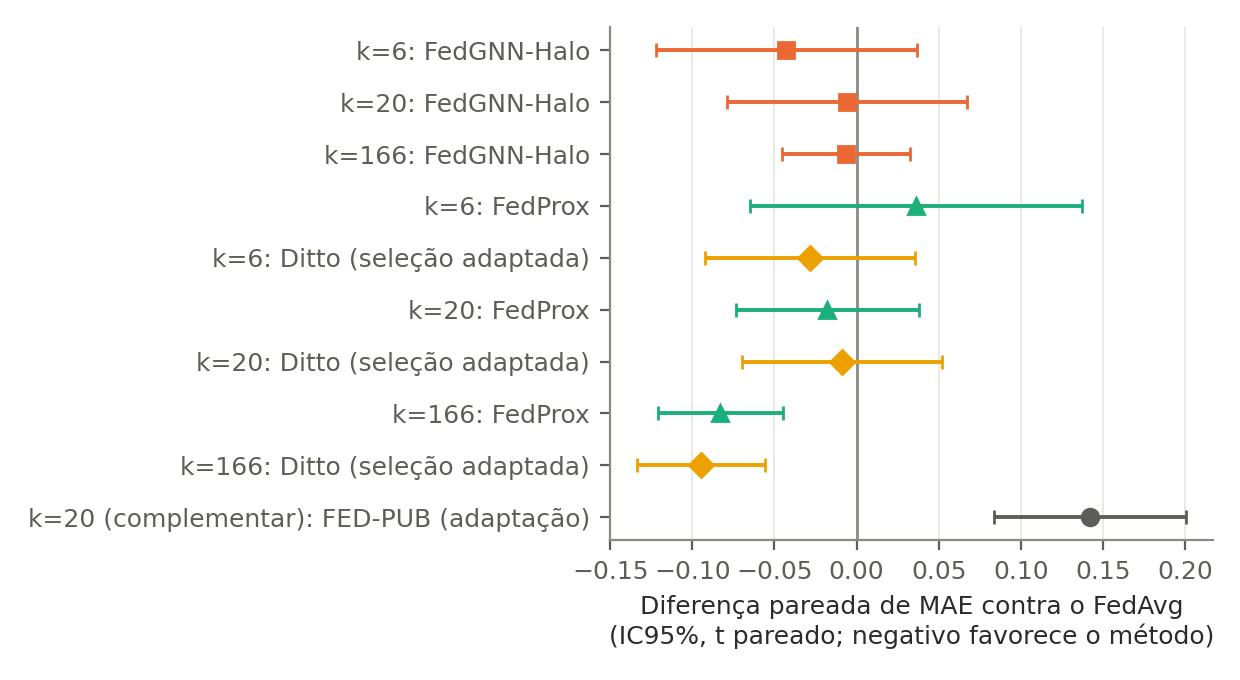 k=6: FedGNN-Halo
k=20: FedGNN-Halo
k=166: FedGNN-Halo
k=6: FedProx
k=6: Ditto (seleção adaptada)
k=20: FedProx
k=20: Ditto (seleção adaptada)
k=166: FedProx
k=166: Ditto (seleção adaptada)
k=20 (complementar): FED-PUB (adaptação)
−0.15 −0.10 −0.05 0.00 0.05 0.10 0.15 0.20
Diferença pareada de MAE contra o FedAvg
(IC95%, t pareado; negativo favorece o método)